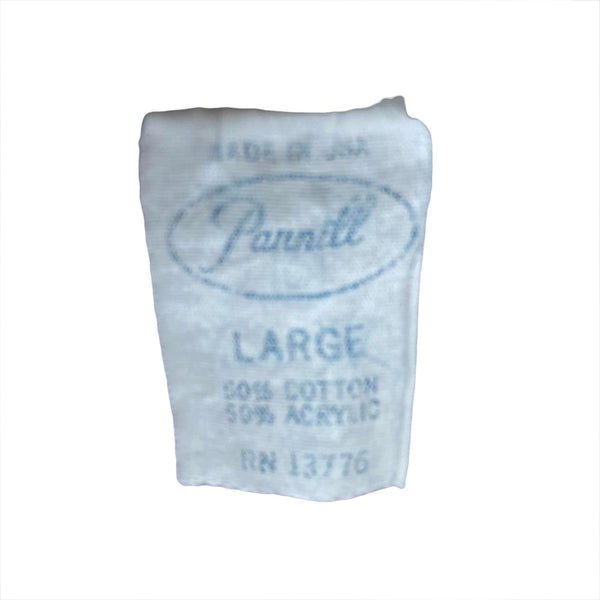 MADE IN USA
Pannill
LARGE
50% COTTON
50% ACRYLIC
RN 13776